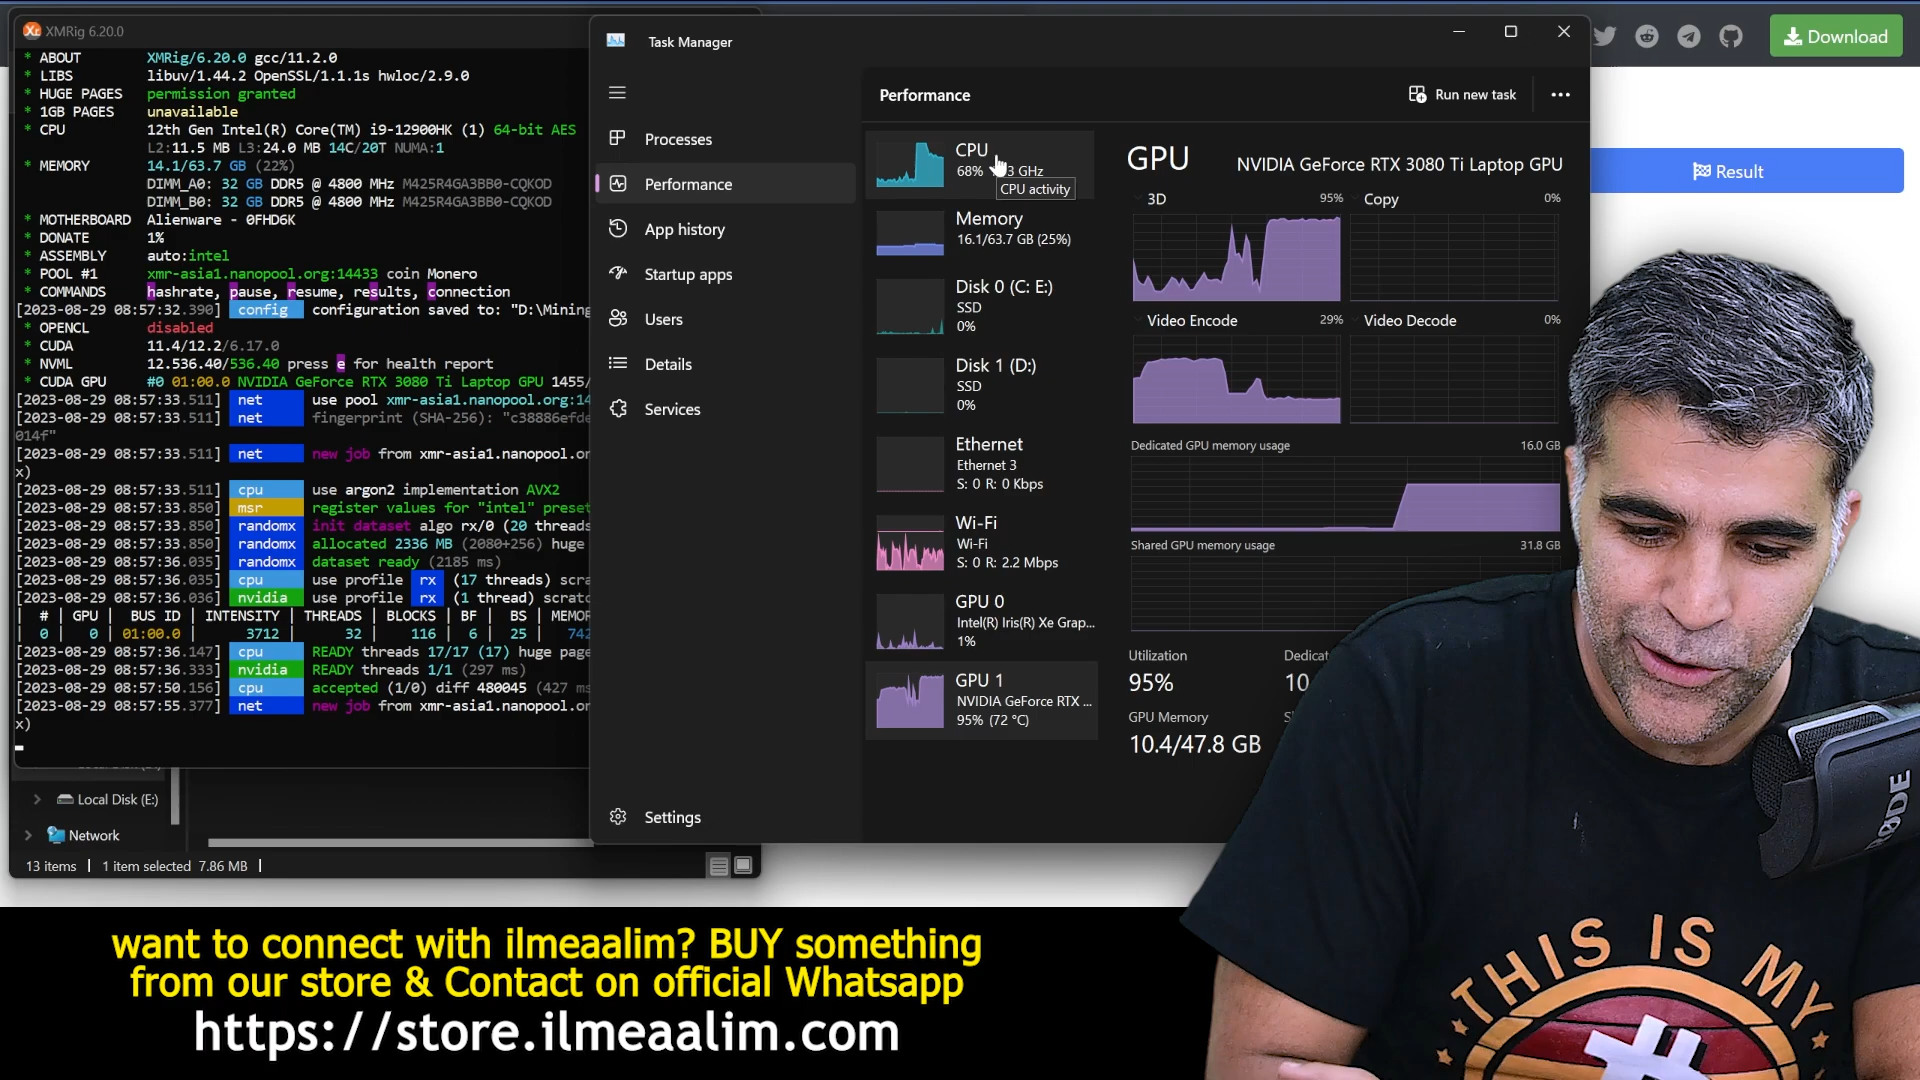 XMRig 6.20.0
* ABOUT XMRig/6.20.0 gcc/11.2.0
* LIBS libuv/1.44.2 OpenSSL/1.1.1s hwloc/2.9.0
* HUGE PAGES permission granted
* 1GB PAGES unavailable
* CPU 12th Gen Intel(R) Core(TM) i9-12900HK (1) 64-bit AES
L2:11.5 MB L3:24.0 MB 14C/20T NUMA:1
* MEMORY 14.1/63.7 GB (22%)
DIMM_A0: 32 GB DDR5 @ 4800 MHz M425R4GA3BB0-CQKOD
DIMM_B0: 32 GB DDR5 @ 4800 MHz M425R4GA3BB0-CQKOD
* MOTHERBOARD Alienware - 0FHD6K
* DONATE 1%
* ASSEMBLY auto:intel
* POOL #1 xmr-asia1.nanopool.org:14433 coin Monero
* COMMANDS hashrate, pause, resume, results, connection
[2023-08-29 08:57:32.390] config configuration saved to: "D:\Mining
* OPENCL disabled
* CUDA 11.4/12.2/6.17.0
* NVML 12.536.40/536.40 press e for health report
* CUDA GPU #0 01:00.0 NVIDIA GeForce RTX 3080 Ti Laptop GPU 1455/
[2023-08-29 08:57:33.511] net use pool xmr-asia1.nanopool.org:14
[2023-08-29 08:57:33.511] net fingerprint (SHA-256): "c38886efde
014f"
[2023-08-29 08:57:33.511] net new job from xmr-asia1.nanopool.or
x)
[2023-08-29 08:57:33.511] cpu use argon2 implementation AVX2
[2023-08-29 08:57:33.850] msr register values for "intel" preset
[2023-08-29 08:57:33.850] randomx init dataset algo rx/0 (20 threads
[2023-08-29 08:57:33.850] randomx allocated 2336 MB (2080+256) huge
[2023-08-29 08:57:36.035] randomx dataset ready (2185 ms)
[2023-08-29 08:57:36.035] cpu use profile rx (17 threads) scra
[2023-08-29 08:57:36.036] nvidia use profile rx (1 thread) scratc
| # | GPU | BUS ID | INTENSITY | THREADS | BLOCKS | BF | BS | MEMOR
| 0 | 0 | 01:00.0 | 3712 | 32 | 116 | 6 | 25 | 742
[2023-08-29 08:57:36.147] cpu READY threads 17/17 (17) huge page
[2023-08-29 08:57:36.333] nvidia READY threads 1/1 (297 ms)
[2023-08-29 08:57:50.156] cpu accepted (1/0) diff 480045 (427 ms
[2023-08-29 08:57:55.377] net new job from xmr-asia1.nanopool.or
x)
Local Disk (E:)
Network
13 items | 1 item selected 7.86 MB |
Task Manager
Processes
Performance
App history
Startup apps
Users
Details
Services
Settings
Performance
Run new task
CPU
68% 3 GHz
CPU activity
Memory
16.1/63.7 GB (25%)
Disk 0 (C: E:)
SSD
0%
Disk 1 (D:)
SSD
0%
Ethernet
Ethernet 3
S: 0 R: 0 Kbps
Wi-Fi
Wi-Fi
S: 0 R: 2.2 Mbps
GPU 0
Intel(R) Iris(R) Xe Grap...
1%
GPU 1
NVIDIA GeForce RTX ...
95% (72 °C)
GPU NVIDIA GeForce RTX 3080 Ti Laptop GPU
3D 95% Copy 0%
Video Encode 29% Video Decode 0%
Dedicated GPU memory usage 16.0 GB
Shared GPU memory usage 31.8 GB
Utilization
95%
Dedicat
10
GPU Memory
10.4/47.8 GB
Download
Result
RØDE
THIS IS MY
want to connect with ilmeaalim? BUY something
from our store & Contact on official Whatsapp
https://store.ilmeaalim.com